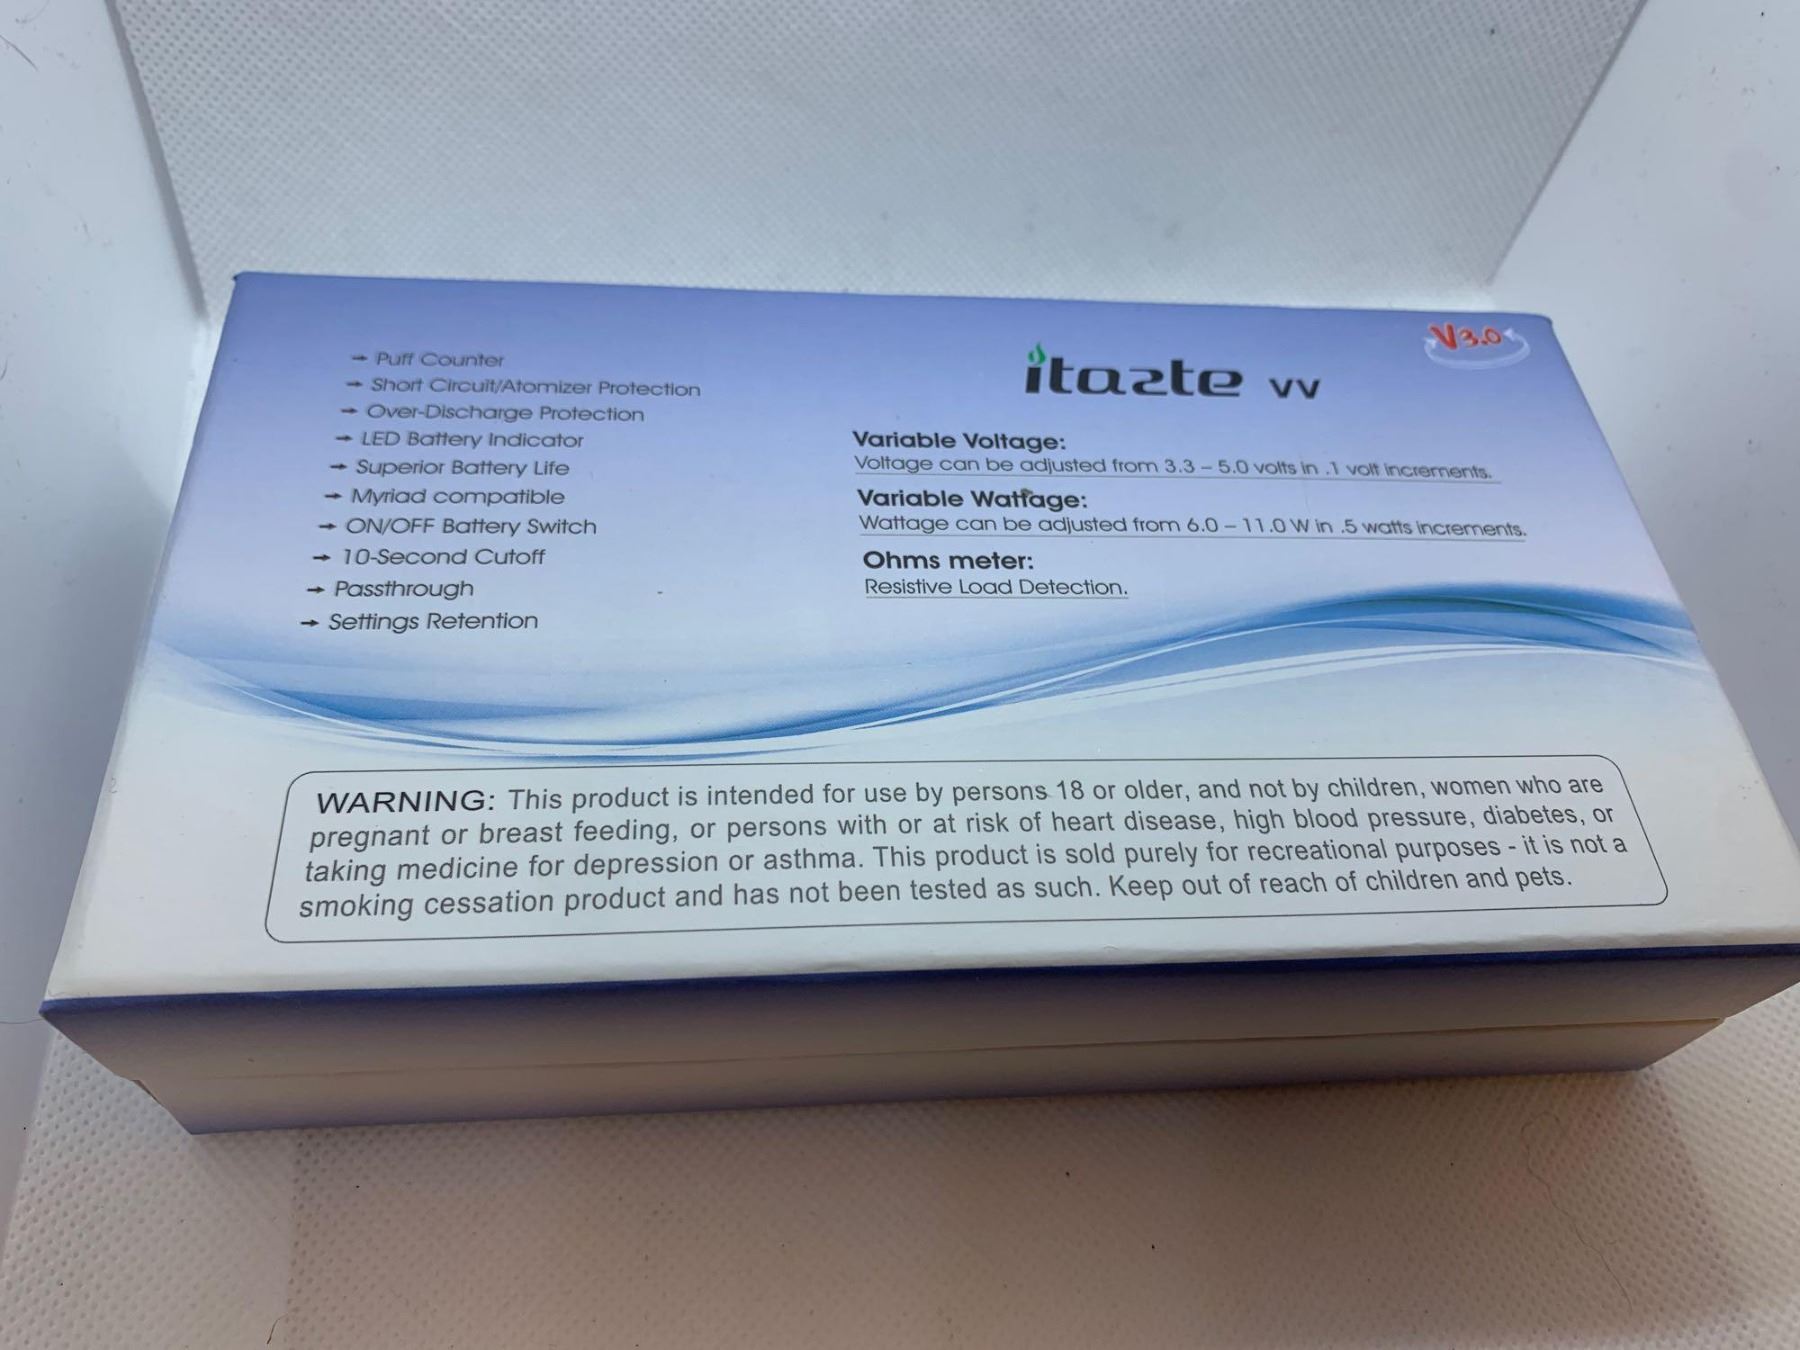 V3.0
itazte vv
→ Puff Counter
→ Short Circuit/Atomizer Protection
→ Over-Discharge Protection
→ LED Battery Indicator
→ Superior Battery Life
→ Myriad compatible
→ ON/OFF Battery Switch
→ 10-Second Cutoff
→ Passthrough
→ Settings Retention
Variable Voltage:
Voltage can be adjusted from 3.3 – 5.0 volts in .1 volt increments.
Variable Wattage:
Wattage can be adjusted from 6.0 – 11.0 W in .5 watts increments.
Ohms meter:
Resistive Load Detection.
WARNING: This product is intended for use by persons 18 or older, and not by children, women who are
pregnant or breast feeding, or persons with or at risk of heart disease, high blood pressure, diabetes, or
taking medicine for depression or asthma. This product is sold purely for recreational purposes - it is not a
smoking cessation product and has not been tested as such. Keep out of reach of children and pets.